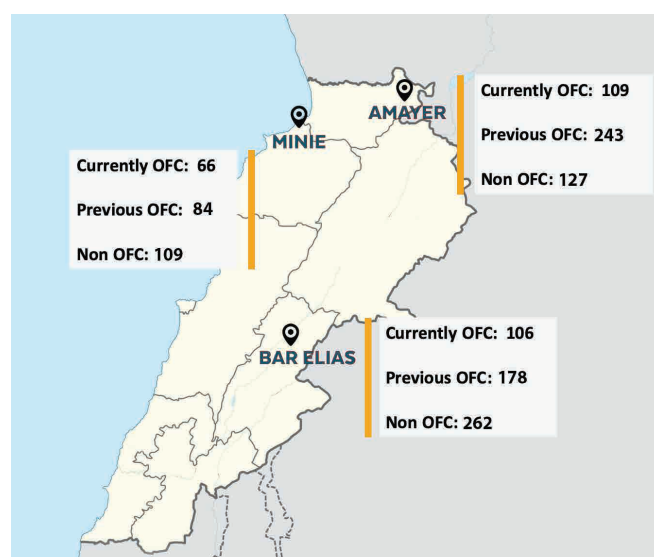 AMAYER
Currently OFC: 109
Previous OFC: 243
Non OFC: 127
MINIE
Currently OFC: 66
Previous OFC: 84
Non OFC: 109
BAR ELIAS
Currently OFC: 106
Previous OFC: 178
Non OFC: 262